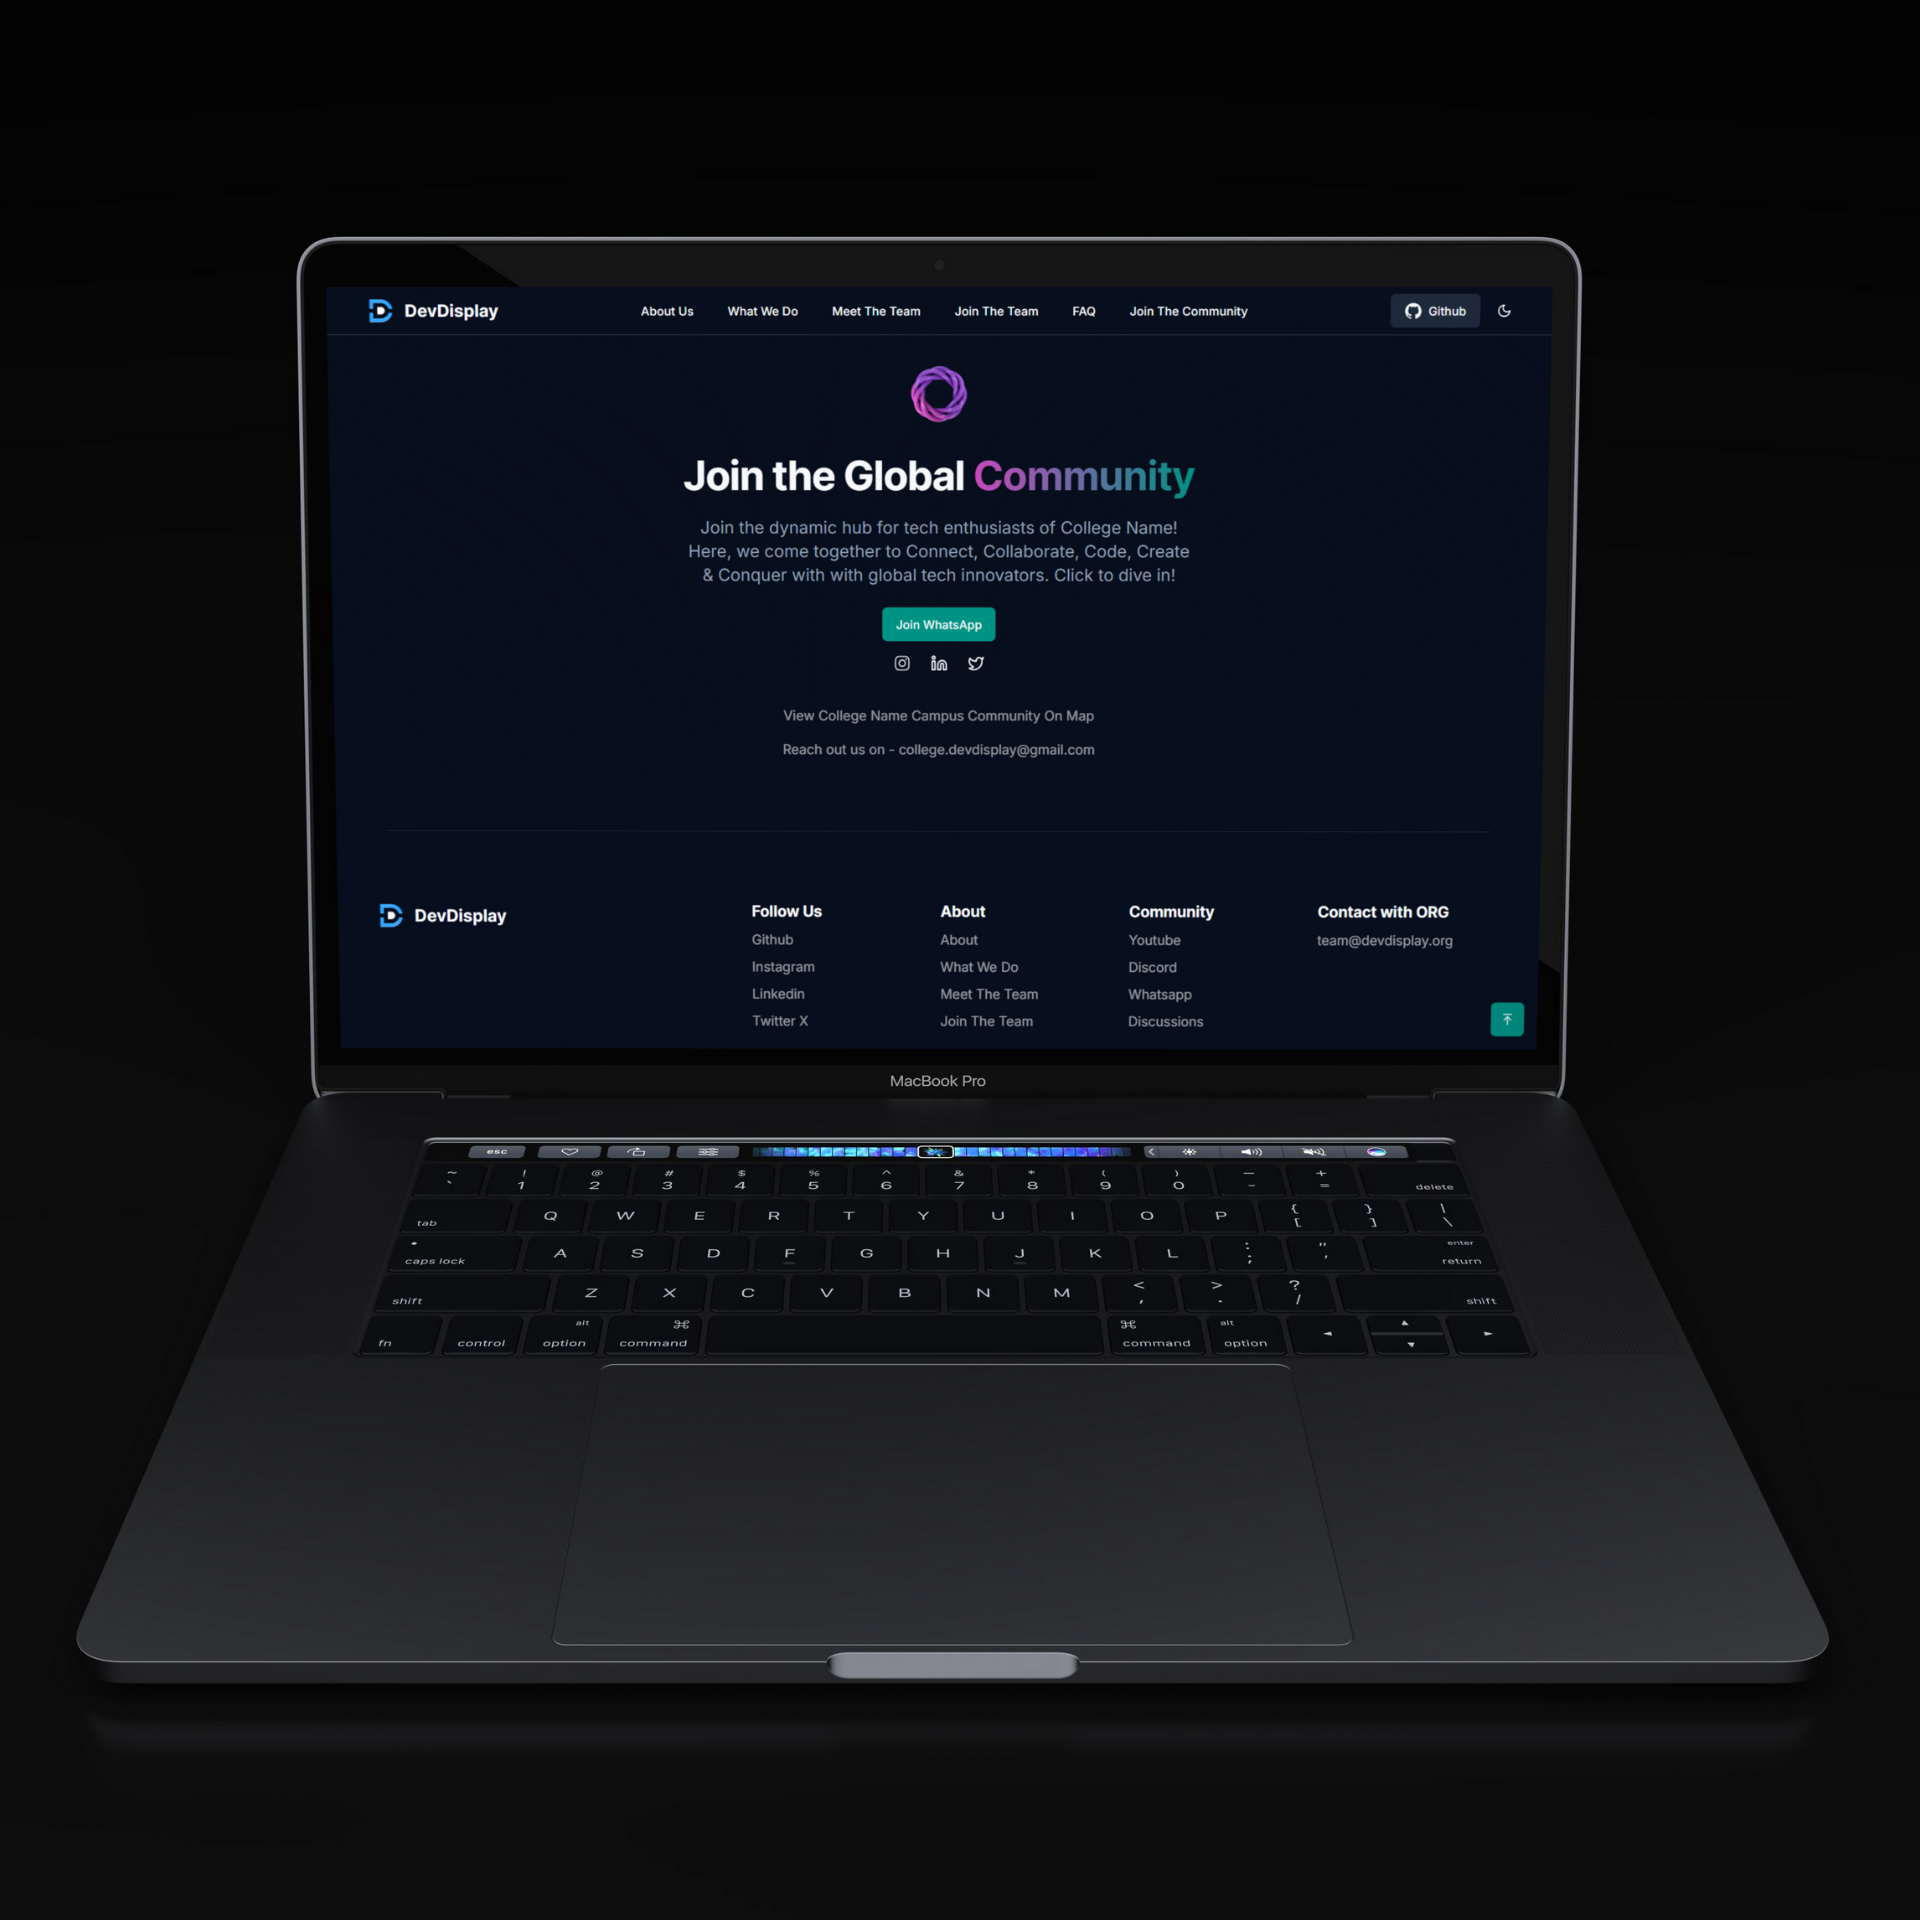 DevDisplay
About Us What We Do Meet The Team Join The Team FAQ Join The Community
Github
Join the Global Community
Join the dynamic hub for tech enthusiasts of College Name!
Here, we come together to Connect, Collaborate, Code, Create
& Conquer with with global tech innovators. Click to dive in!
Join WhatsApp
View College Name Campus Community On Map
Reach out us on - college.devdisplay@gmail.com
DevDisplay
Follow Us
Github
Instagram
Linkedin
Twitter X
About
About
What We Do
Meet The Team
Join The Team
Community
Youtube
Discord
Whatsapp
Discussions
Contact with ORG
team@devdisplay.org
MacBook Pro
esc
~ ! @ # $ % ^ & * ( ) — +
` 1 2 3 4 5 6 7 8 9 0 - = delete
tab Q W E R T Y U I O P { [ } ] | \
caps lock A S D F G H J K L : ; " ' enter return
shift Z X C V B N M < , > . ? / shift
fn control alt option ⌘ command ⌘ command alt option